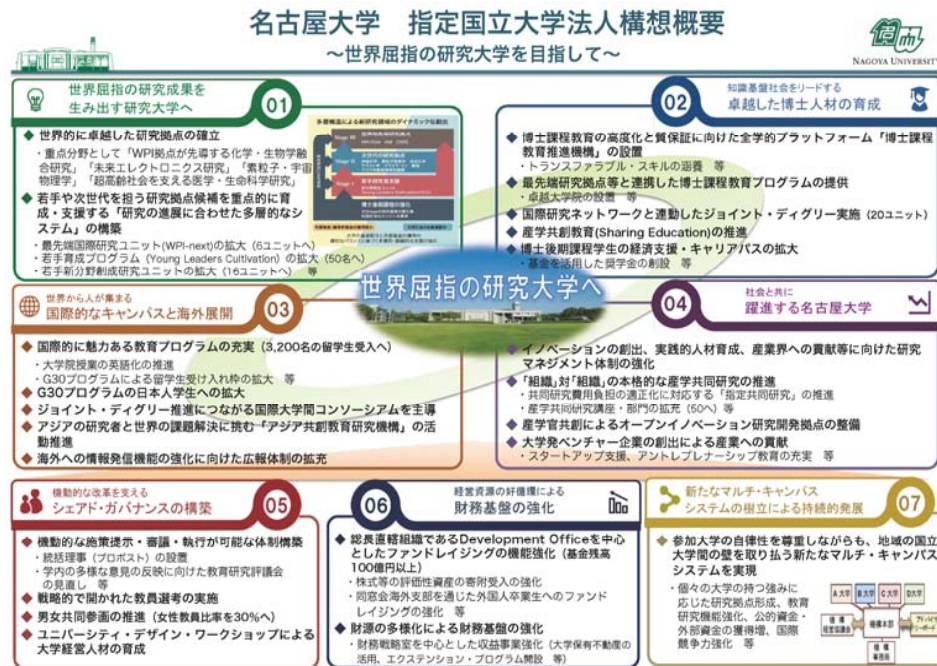 名古屋大学　指定国立大学法人構想概要
～世界屈指の研究大学を目指して～
NAGOYA UNIVERSITY
世界屈指の研究成果を
生み出す研究大学へ
01
◆ 世界的に卓越した研究拠点の確立
・重点分野として「WPI拠点が先導する化学・生物学融
合研究」「未来エレクトロニクス研究」「素粒子・宇宙
物理学」「超高齢社会を支える医学・生命科学研究」
◆ 若手や次世代を担う研究拠点候補を重点的に育
成・支援する「研究の進展に合わせた多層的なシ
ステム」の構築
・最先端国際研究ユニット(WPI-next)の拡大（6ユニットへ）
・若手育成プログラム（Young Leaders Cultivation）の拡大（50名へ）
・若手新分野創成研究ユニットの拡大（16ユニットへ）　等
多層構造による新研究領域のダイナミックな創出
Stage III
Stage II
Stage I
知識基盤社会をリードする
卓越した博士人材の育成
02
◆ 博士課程教育の高度化と質保証に向けた全学的プラットフォーム「博士課
程教育推進機構」の設置
・トランスファラブル・スキルの涵養　等
◆ 最先端研究拠点等と連携した博士課程教育プログラムの提供
・卓越大学院の設置　等
◆ 国際研究ネットワークと連動したジョイント・ディグリー実施（20ユニット）
◆ 産学共創教育(Sharing Education)の推進
◆ 博士後期課程学生の経済支援・キャリアパスの拡大
・基金を活用した奨学金の創設　等
世界屈指の研究大学へ
世界から人が集まる
国際的なキャンパスと海外展開
03
◆ 国際的に魅力ある教育プログラムの充実（3,200名の留学生受入へ）
・大学院授業の英語化の推進
・G30プログラムによる留学生受け入れ枠の拡大　等
◆ G30プログラムの日本人学生への拡大
◆ ジョイント・ディグリー推進につながる国際大学間コンソーシアムを主導
◆ アジアの研究者と世界の課題解決に挑む「アジア共創教育研究機構」の活
動推進
◆ 海外への情報発信機能の強化に向けた広報体制の拡充
社会と共に
躍進する名古屋大学
04
◆ イノベーションの創出、実践的人材育成、産業界への貢献等に向けた研究
マネジメント体制の強化
◆ 「組織」対「組織」の本格的な産学共同研究の推進
・共同研究費用負担の適正化に対応する「指定共同研究」の推進
・産学共同研究講座・部門の拡充（50へ）等
◆ 産学官共創によるオープンイノベーション研究開発拠点の整備
◆ 大学発ベンチャー企業の創出による産業への貢献
・スタートアップ支援、アントレプレナーシップ教育の充実　等
機動的な改革を支える
シェアド・ガバナンスの構築
05
◆ 機動的な施策提示・審議・執行が可能な体制構築
・統括理事（プロボスト）の設置
・学内の多様な意見の反映に向けた教育研究評議会
の見直し　等
◆ 戦略的で開かれた教員選考の実施
◆ 男女共同参画の推進（女性教員比率を30%へ）
◆ ユニバーシティ・デザイン・ワークショップによる
大学経営人材の育成
06
経営資源の好循環による
財務基盤の強化
◆ 総長直轄組織であるDevelopment Officeを中心
としたファンドレイジングの機能強化（基金残高
100億円以上）
・株式等の評価性資産の寄附受入の強化
・同窓会海外支部を通じた外国人卒業生へのファンド
レイジングの強化　等
◆ 財源の多様化による財務基盤の強化
・財務戦略室を中心とした収益事業強化（大学保有不動産の
活用、エクステンション・プログラム開設　等）
新たなマルチ・キャンパス
システムの樹立による持続的発展
07
◆ 参加大学の自律性を尊重しながらも、地域の国立
大学間の壁を取り払う新たなマルチ・キャンパス
システムを実現
・個々の大学の持つ強みに
応じた研究拠点形成、教育
研究機能強化、公的資金・
外部資金の獲得増、国際
競争力強化　等
A大学
B大学
C大学
D大学
機構
経営協議会
機構本部
機構
事務局